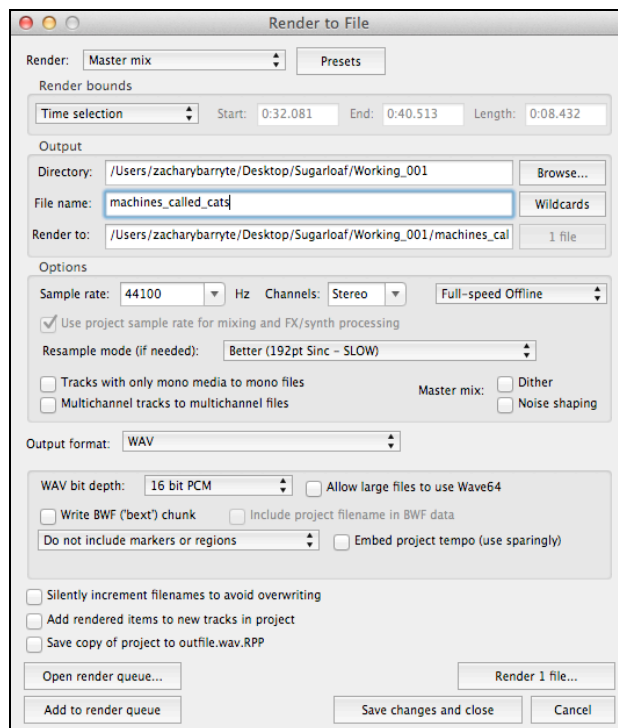 Render to File
Render: Master mix Presets
Render bounds
Time selection Start: 0:32.081 End: 0:40.513 Length: 0:08.432
Output
Directory: /Users/zacharybarryte/Desktop/Sugarloaf/Working_001 Browse...
File name: machines_called_cats Wildcards
Render to: /Users/zacharybarryte/Desktop/Sugarloaf/Working_001/machines_cal 1 file
Options
Sample rate: 44100 Hz Channels: Stereo Full-speed Offline
Use project sample rate for mixing and FX/synth processing
Resample mode (if needed): Better (192pt Sinc - SLOW)
Tracks with only mono media to mono files Master mix: Dither
Multichannel tracks to multichannel files Noise shaping
Output format: WAV
WAV bit depth: 16 bit PCM Allow large files to use Wave64
Write BWF ('bext') chunk Include project filename in BWF data
Do not include markers or regions Embed project tempo (use sparingly)
Silently increment filenames to avoid overwriting
Add rendered items to new tracks in project
Save copy of project to outfile.wav.RPP
Open render queue... Render 1 file...
Add to render queue Save changes and close Cancel